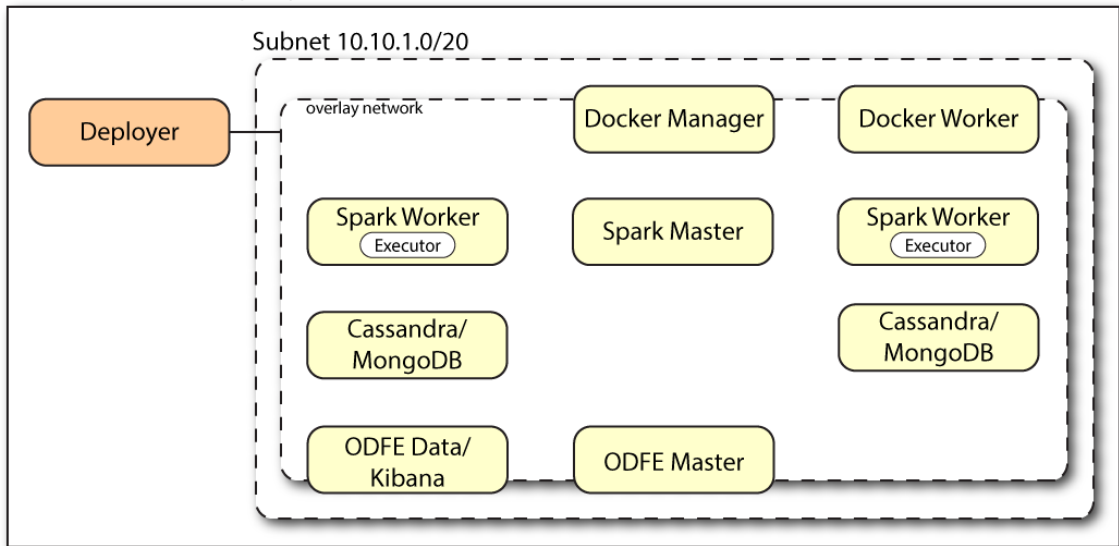 Subnet 10.10.1.0/20
overlay network
Deployer
Docker Manager
Docker Worker
Spark Worker
Executor
Spark Master
Spark Worker
Executor
Cassandra/
MongoDB
Cassandra/
MongoDB
ODFE Data/
Kibana
ODFE Master